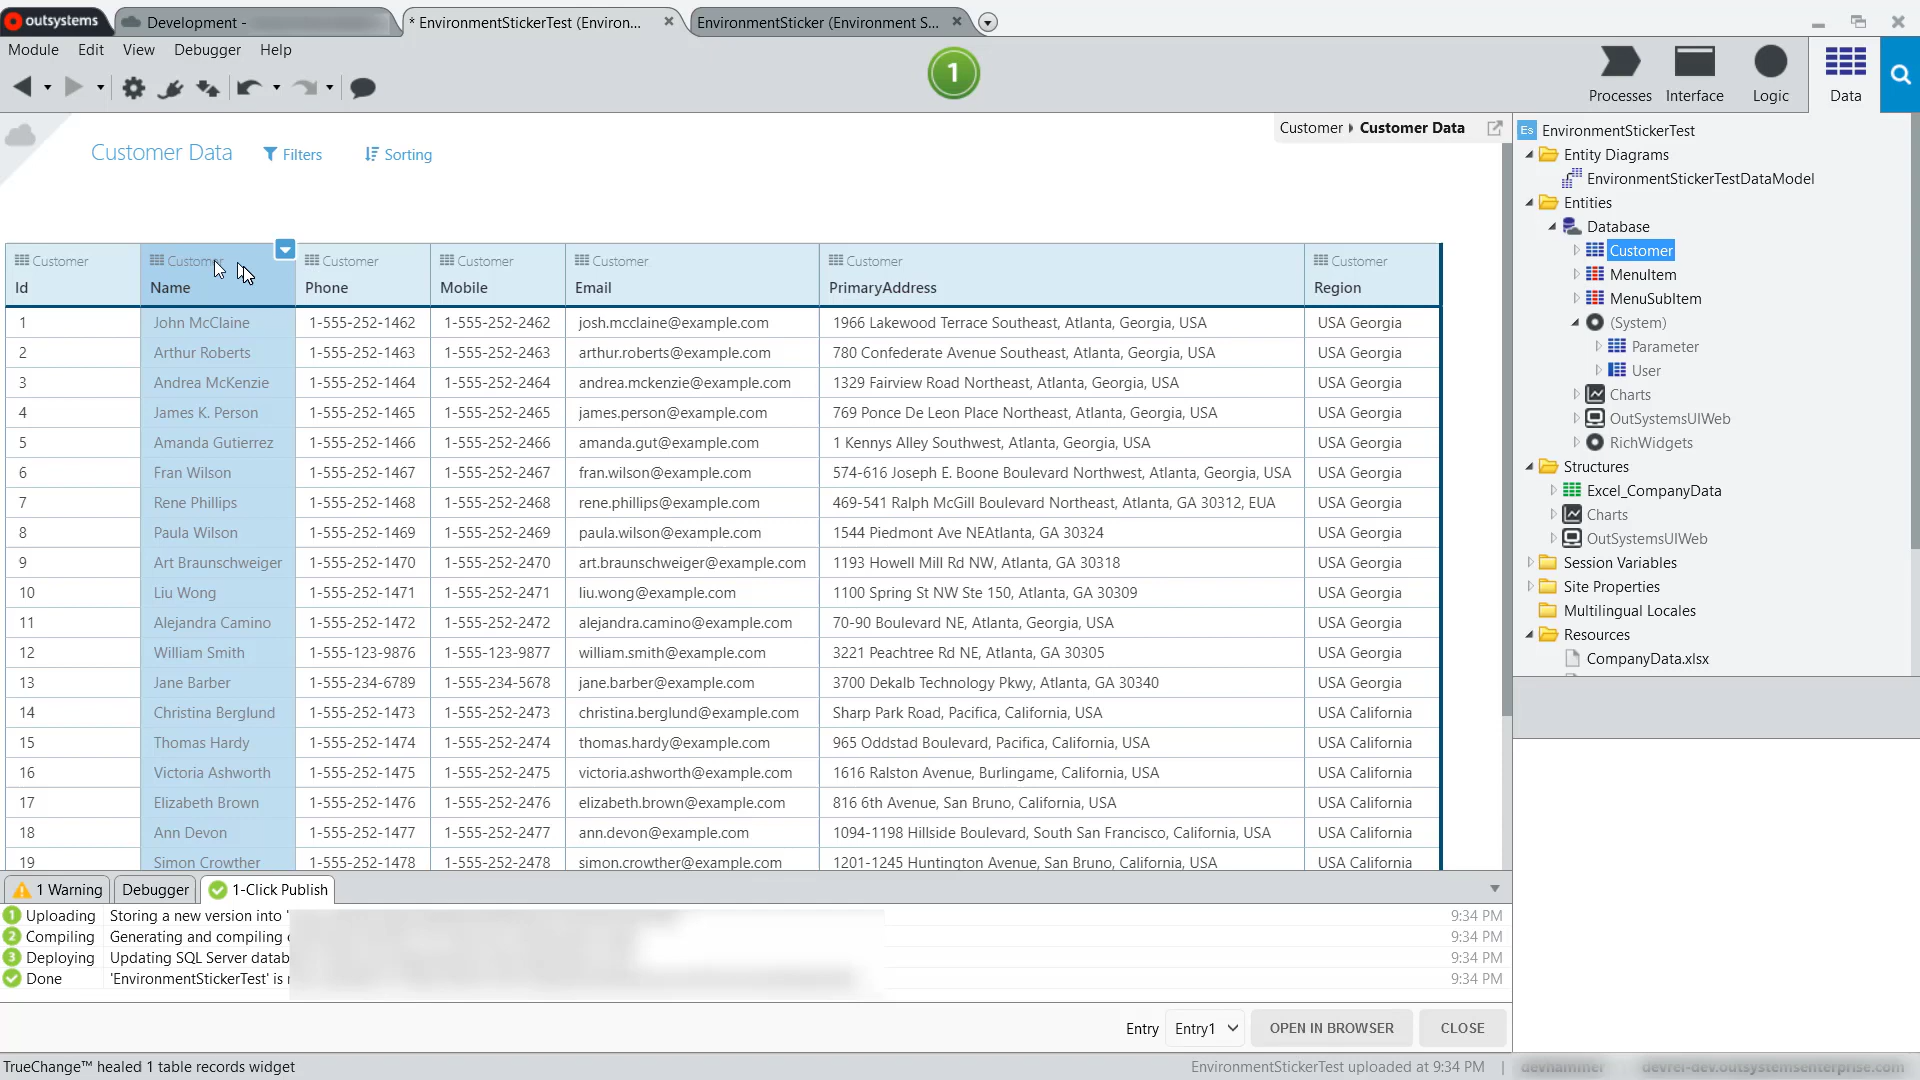 outsystems
Development -
* EnvironmentStickerTest (Environ...
EnvironmentSticker (Environment S...
Module Edit View Debugger Help
1
Processes Interface Logic Data
Customer Customer Data
Customer Data Filters Sorting
Customer Customer Customer Customer Customer Customer Customer
Id Name Phone Mobile Email PrimaryAddress Region
1 John McClaine 1-555-252-1462 1-555-252-2462 josh.mcclaine@example.com 1966 Lakewood Terrace Southeast, Atlanta, Georgia, USA USA Georgia
2 Arthur Roberts 1-555-252-1463 1-555-252-2463 arthur.roberts@example.com 780 Confederate Avenue Southeast, Atlanta, Georgia, USA USA Georgia
3 Andrea McKenzie 1-555-252-1464 1-555-252-2464 andrea.mckenzie@example.com 1329 Fairview Road Northeast, Atlanta, Georgia, USA USA Georgia
4 James K. Person 1-555-252-1465 1-555-252-2465 james.person@example.com 769 Ponce De Leon Place Northeast, Atlanta, Georgia, USA USA Georgia
5 Amanda Gutierrez 1-555-252-1466 1-555-252-2466 amanda.gut@example.com 1 Kennys Alley Southwest, Atlanta, Georgia, USA USA Georgia
6 Fran Wilson 1-555-252-1467 1-555-252-2467 fran.wilson@example.com 574-616 Joseph E. Boone Boulevard Northwest, Atlanta, Georgia, USA USA Georgia
7 Rene Phillips 1-555-252-1468 1-555-252-2468 rene.phillips@example.com 469-541 Ralph McGill Boulevard Northeast, Atlanta, GA 30312, EUA USA Georgia
8 Paula Wilson 1-555-252-1469 1-555-252-2469 paula.wilson@example.com 1544 Piedmont Ave NEAtlanta, GA 30324 USA Georgia
9 Art Braunschweiger 1-555-252-1470 1-555-252-2470 art.braunschweiger@example.com 1193 Howell Mill Rd NW, Atlanta, GA 30318 USA Georgia
10 Liu Wong 1-555-252-1471 1-555-252-2471 liu.wong@example.com 1100 Spring St NW Ste 150, Atlanta, GA 30309 USA Georgia
11 Alejandra Camino 1-555-252-1472 1-555-252-2472 alejandra.camino@example.com 70-90 Boulevard NE, Atlanta, Georgia, USA USA Georgia
12 William Smith 1-555-123-9876 1-555-123-9877 william.smith@example.com 3221 Peachtree Rd NE, Atlanta, GA 30305 USA Georgia
13 Jane Barber 1-555-234-6789 1-555-234-5678 jane.barber@example.com 3700 Dekalb Technology Pkwy, Atlanta, GA 30340 USA Georgia
14 Christina Berglund 1-555-252-1473 1-555-252-2473 christina.berglund@example.com Sharp Park Road, Pacifica, California, USA USA California
15 Thomas Hardy 1-555-252-1474 1-555-252-2474 thomas.hardy@example.com 965 Oddstad Boulevard, Pacifica, California, USA USA California
16 Victoria Ashworth 1-555-252-1475 1-555-252-2475 victoria.ashworth@example.com 1616 Ralston Avenue, Burlingame, California, USA USA California
17 Elizabeth Brown 1-555-252-1476 1-555-252-2476 elizabeth.brown@example.com 816 6th Avenue, San Bruno, California, USA USA California
18 Ann Devon 1-555-252-1477 1-555-252-2477 ann.devon@example.com 1094-1198 Hillside Boulevard, South San Francisco, California, USA USA California
19 Simon Crowther 1-555-252-1478 1-555-252-2478 simon.crowther@example.com 1201-1245 Huntington Avenue, San Bruno, California, USA USA California
Es EnvironmentStickerTest
Entity Diagrams
EnvironmentStickerTestDataModel
Entities
Database
Customer
MenuItem
MenuSubItem
(System)
Parameter
User
Charts
OutSystemsUIWeb
RichWidgets
Structures
Excel_CompanyData
Charts
OutSystemsUIWeb
Session Variables
Site Properties
Multilingual Locales
Resources
CompanyData.xlsx
1 Warning Debugger 1-Click Publish
1 Uploading Storing a new version into ' 9:34 PM
2 Compiling Generating and compiling 9:34 PM
3 Deploying Updating SQL Server datab 9:34 PM
Done 'EnvironmentStickerTest' is 9:34 PM
Entry Entry1 OPEN IN BROWSER CLOSE
TrueChange™ healed 1 table records widget
EnvironmentStickerTest uploaded at 9:34 PM |